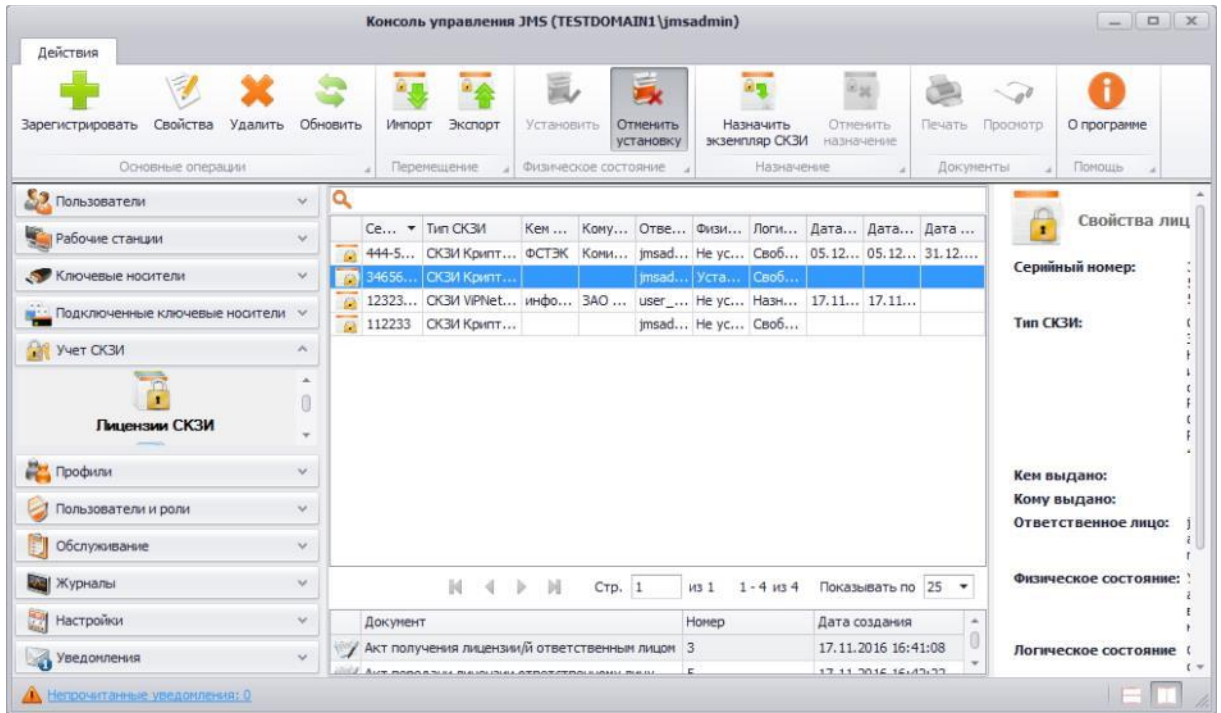 Консоль управления JMS (TESTDOMAIN1\jmsadmin)
Действия
Зарегистрировать Свойства Удалить Обновить Импорт Экспорт Установить Отменить установку Назначить экземпляр СКЗИ Отменить назначение Печать Просмотр О программе
Основные операции Перемещение Физическое состояние Назначение Документы Помощь
Пользователи
Рабочие станции
Ключевые носители
Подключенные ключевые носители
Учет СКЗИ
Лицензии СКЗИ
Профили
Пользователи и роли
Обслуживание
Журналы
Настройки
Уведомления
Се... Тип СКЗИ Кем ... Кому... Отве... Физи... Логи... Дата... Дата... Дата ...
444-5... СКЗИ Крипт... ФСТЭК Коми... jmsad... Не ус... Своб... 05.12... 05.12... 31.12....
34656... СКЗИ Крипт... jmsad... Уста... Своб...
12323... СКЗИ ViPNet... инфо... ЗАО ... user_... Не ус... Назн... 17.11... 17.11...
112233 СКЗИ Крипт... jmsad... Не ус... Своб...
Стр. 1 из 1 1 - 4 из 4 Показывать по 25
Документ Номер Дата создания
Акт получения лицензии/й ответственным лицом 3 17.11.2016 16:41:08
Свойства лиц
Серийный номер:
Тип СКЗИ:
Кем выдано:
Кому выдано:
Ответственное лицо:
Физическое состояние:
Логическое состояние
Непрочитанные уведомления: 0